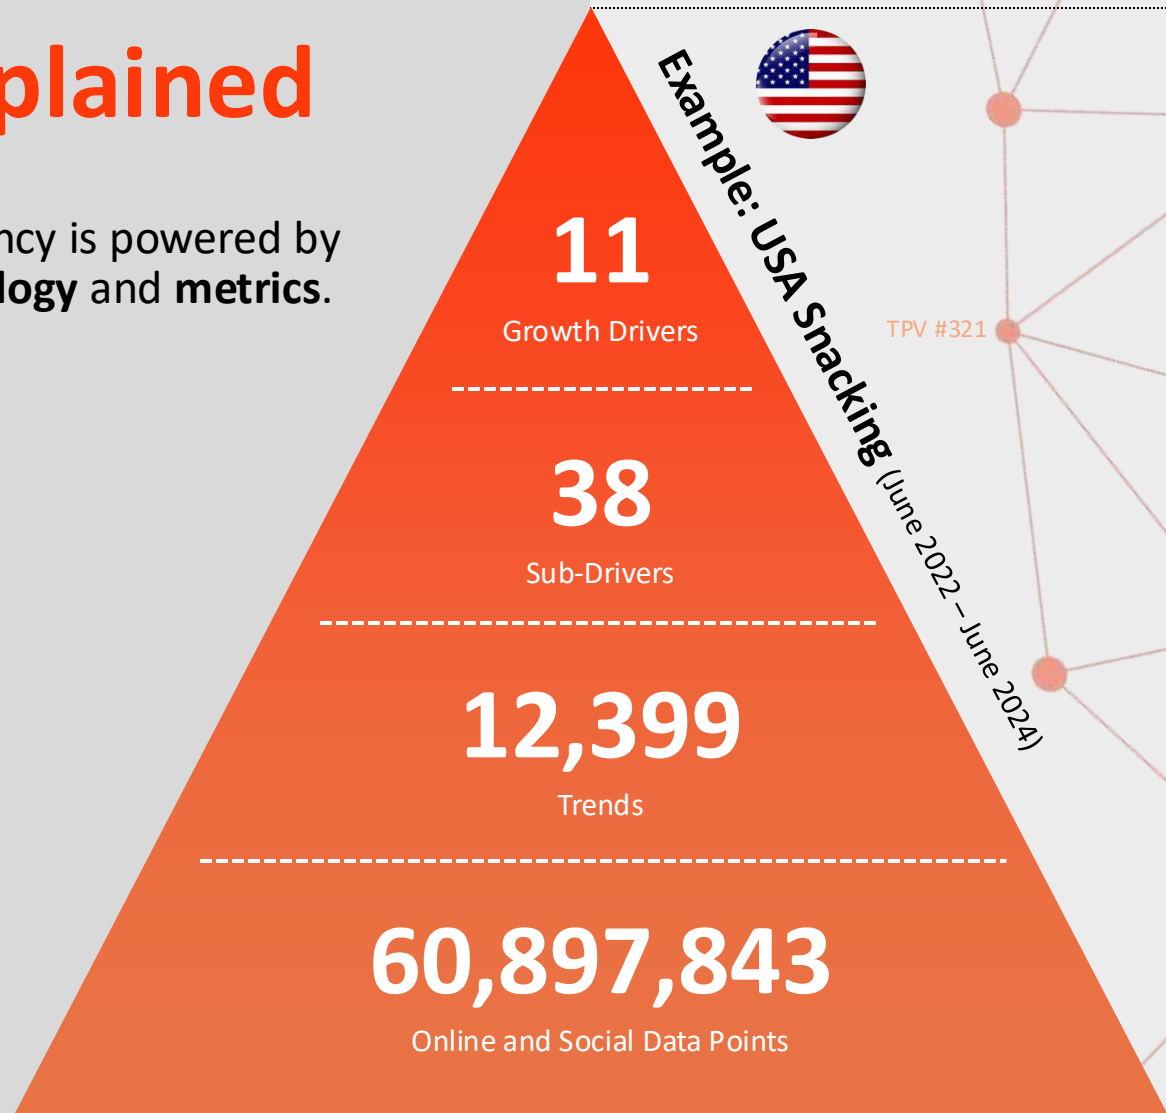 plained
ncy is powered by
logy and metrics.
11
Growth Drivers
38
Sub-Drivers
12,399
Trends
60,897,843
Online and Social Data Points
Example: USA Snacking (June 2022 – June 2024)
TPV #321